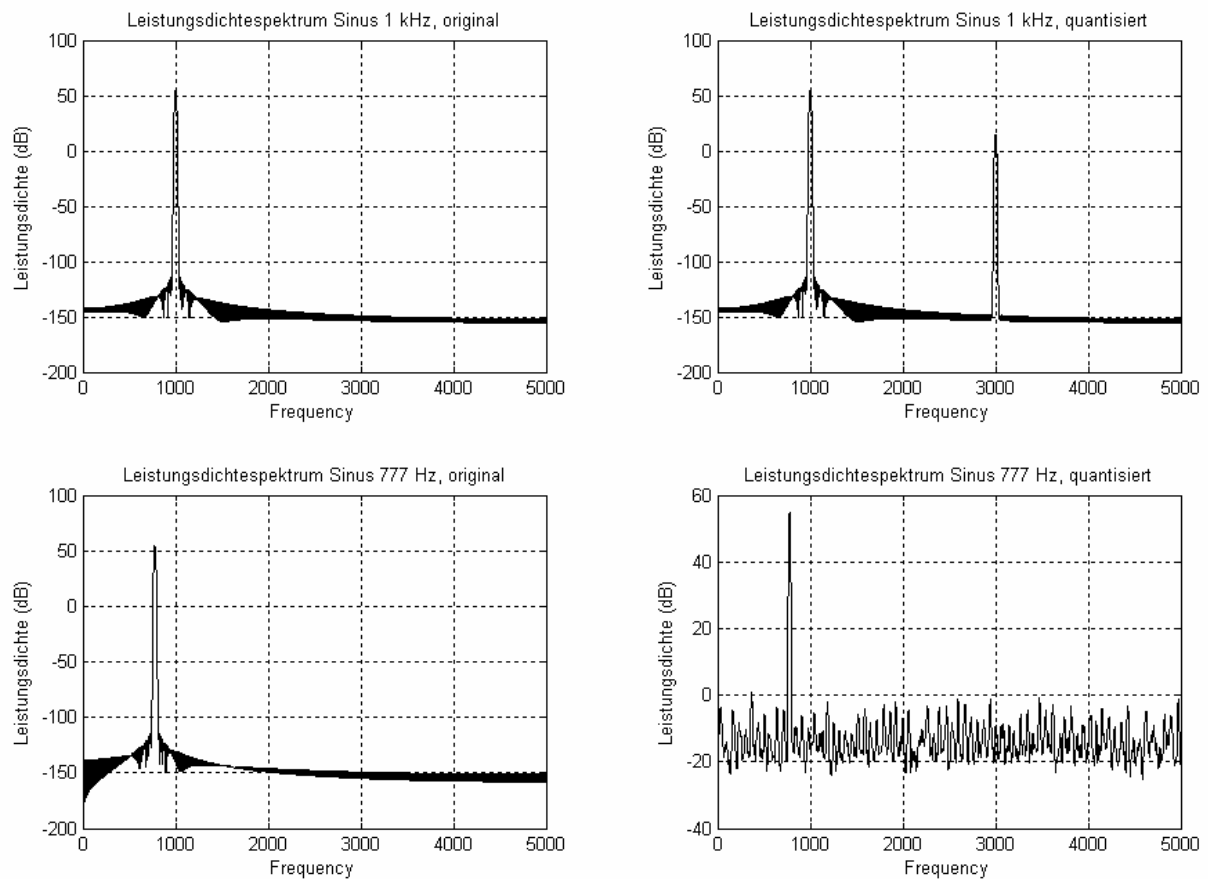 Leistungsdichtespektrum Sinus 1 kHz, original
100
50
0
-50
-100
-150
-200
Leistungsdichte (dB)
0 1000 2000 3000 4000 5000
Frequency
Leistungsdichtespektrum Sinus 1 kHz, quantisiert
100
50
0
-50
-100
-150
-200
Leistungsdichte (dB)
0 1000 2000 3000 4000 5000
Frequency
Leistungsdichtespektrum Sinus 777 Hz, original
100
50
0
-50
-100
-150
-200
Leistungsdichte (dB)
0 1000 2000 3000 4000 5000
Frequency
Leistungsdichtespektrum Sinus 777 Hz, quantisiert
60
40
20
0
-20
-40
Leistungsdichte (dB)
0 1000 2000 3000 4000 5000
Frequency